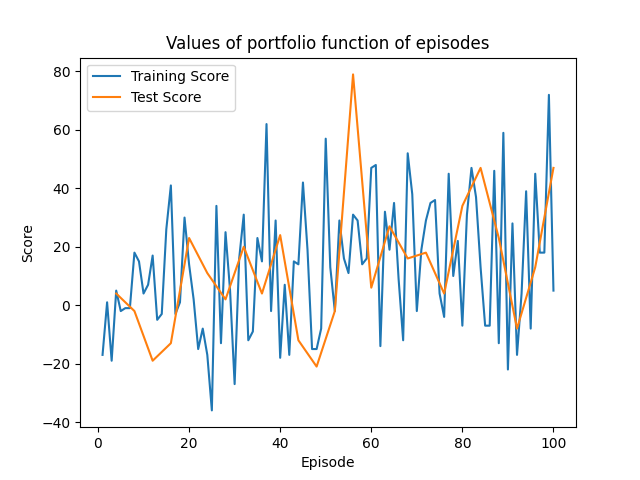 Values of portfolio function of episodes
Training Score
Test Score
80
60
40
20
0
−20
−40
Score
0
20
40
60
80
100
Episode